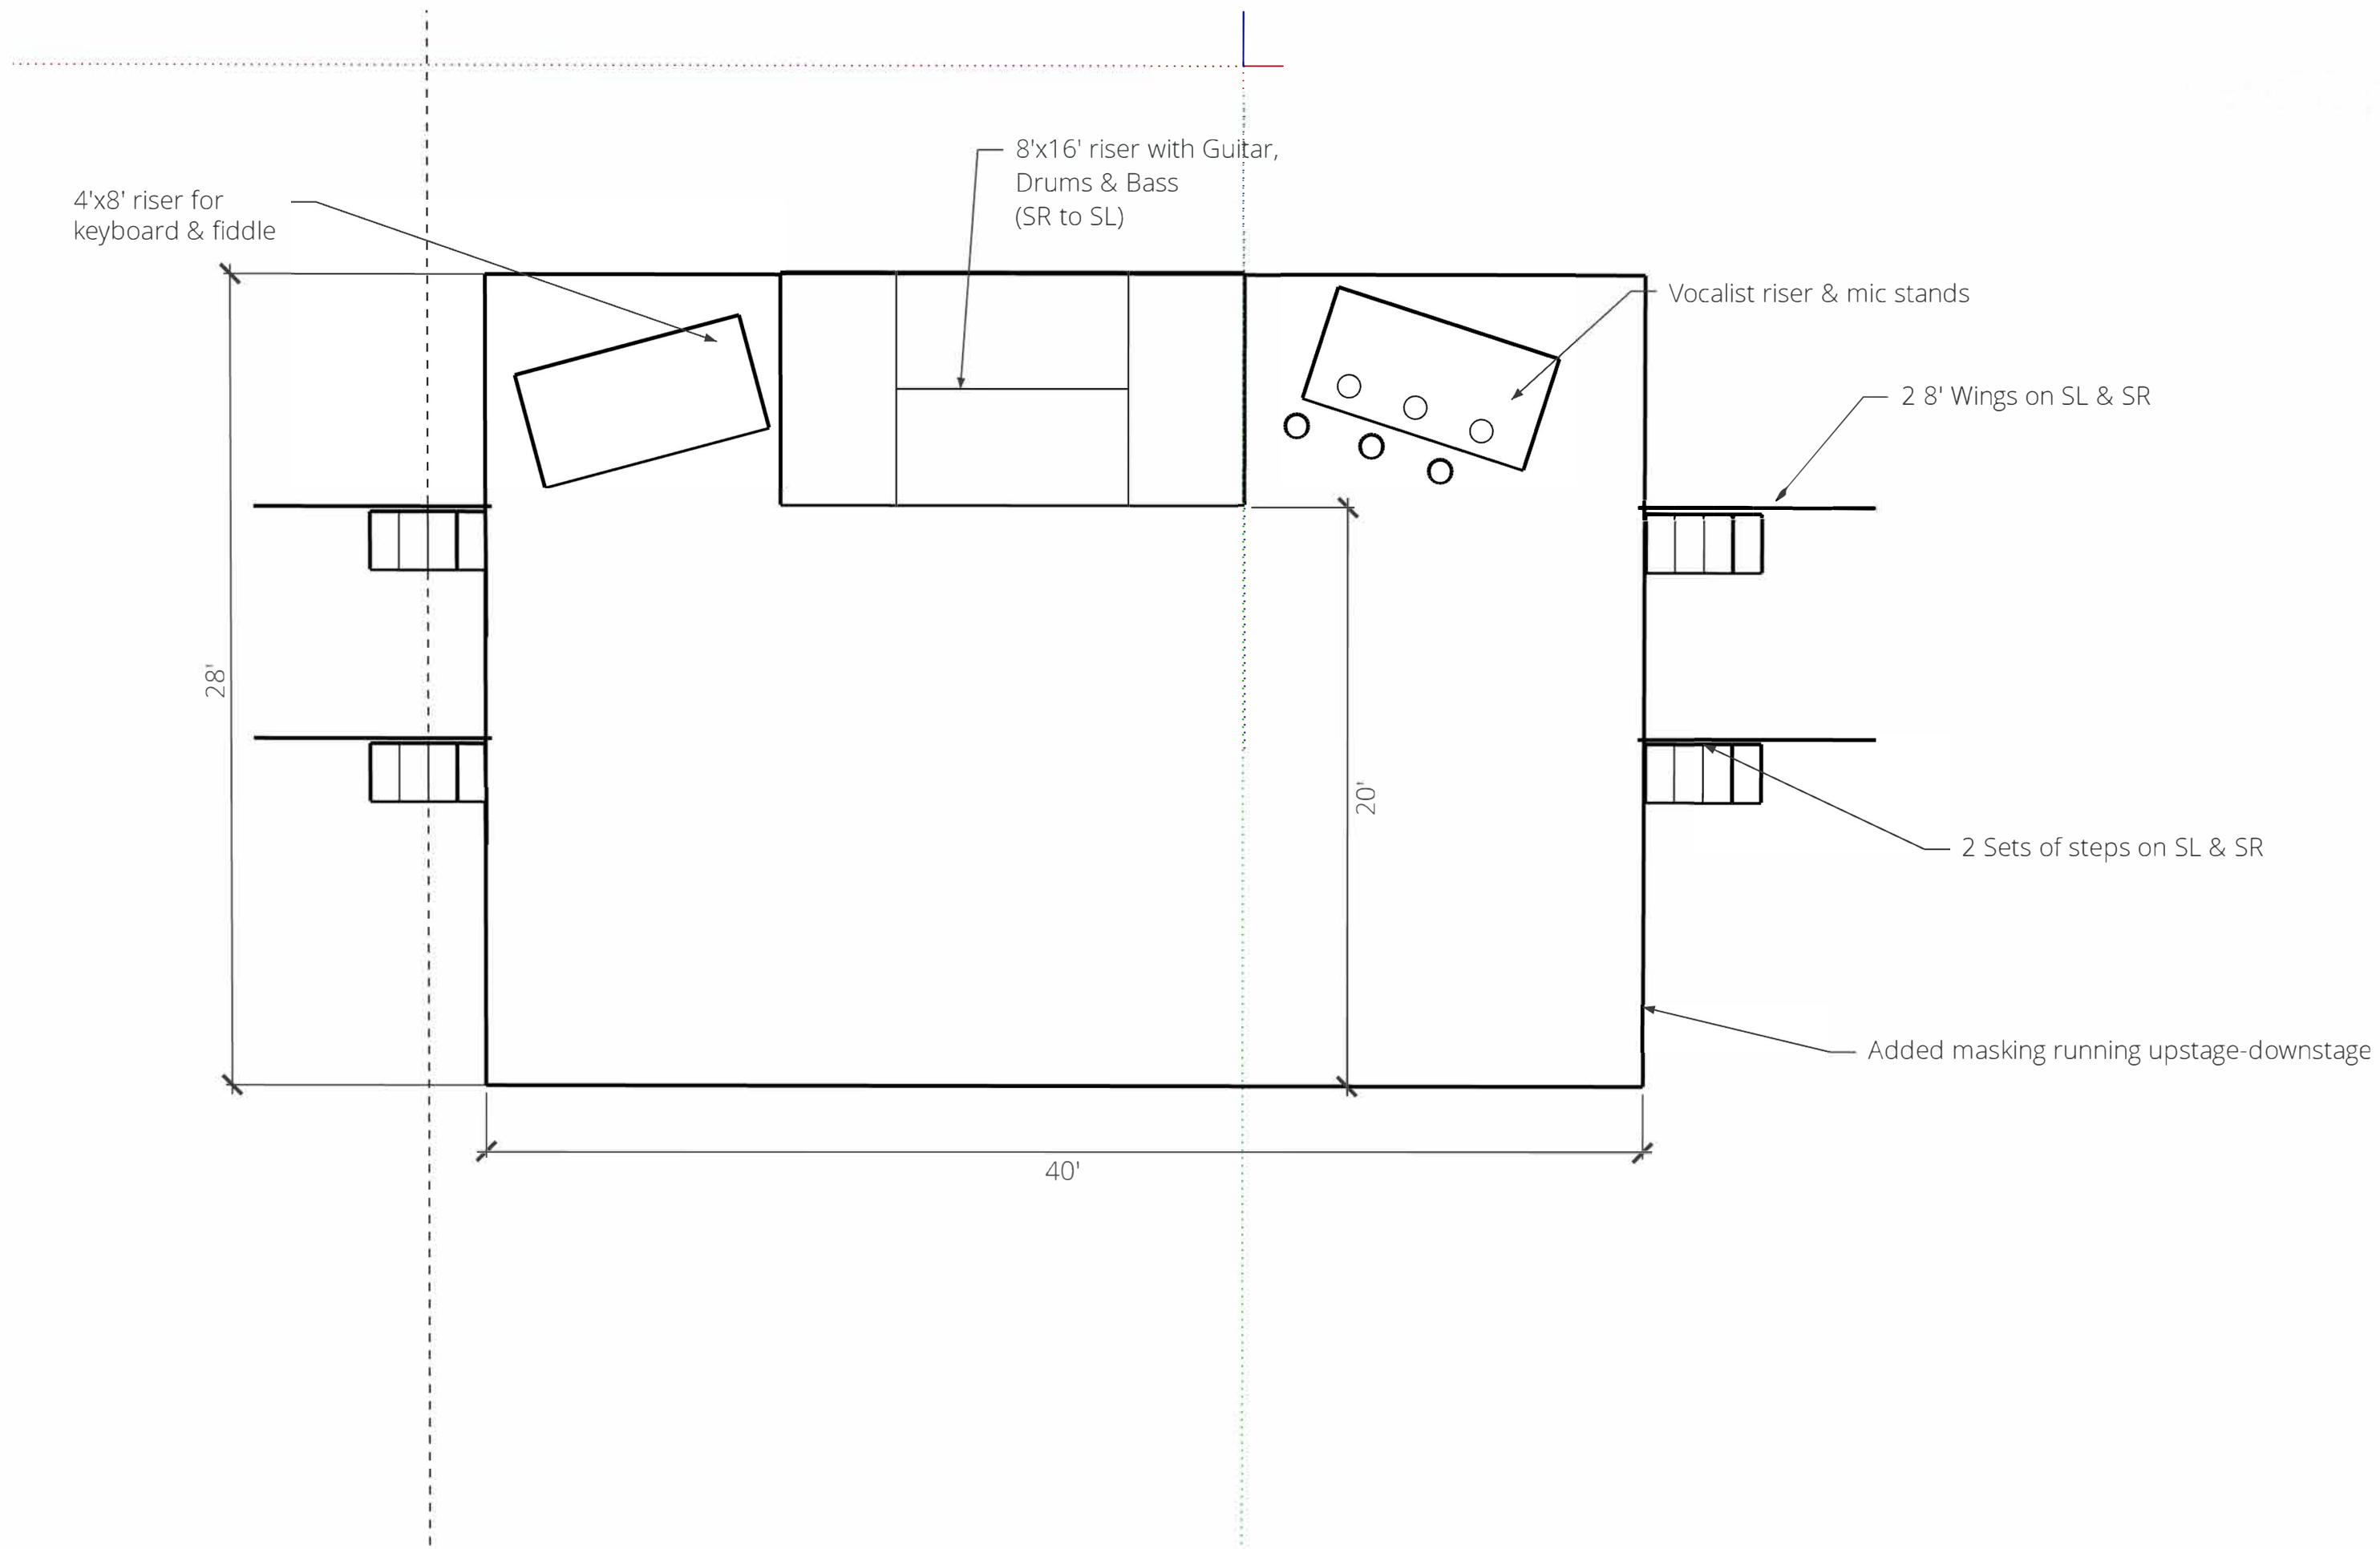 8'x16' riser with Guitar,
Drums & Bass
(SR to SL)
4'x8' riser for
keyboard & fiddle
Vocalist riser & mic stands
2 8' Wings on SL & SR
28'
20'
2 Sets of steps on SL & SR
Added masking running upstage-downstage
40'